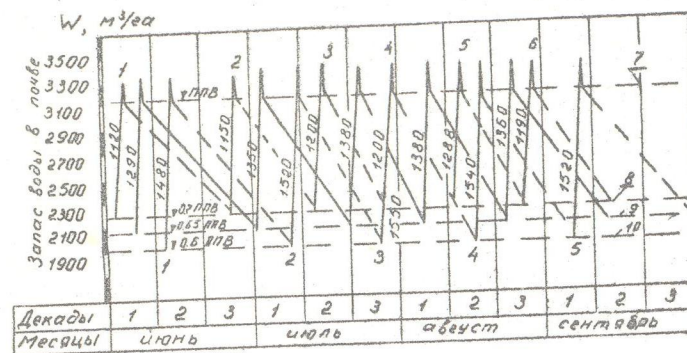 W, м³/га
Запас воды в почве
3500
3300
3100
2900
2700
2500
2300
2100
1900
1 2 3 4 5 6 7
ППВ
1120 1290 1480 1150 1350 1520 1200 1380 1200 1550 1380 1288 1540 1360 1190 1520
0.7 ППВ
0.65 ППВ
0.6 ППВ
8
9
10
1 2 3 4 5
Декады 1 2 3 1 2 3 1 2 3 1 2 3
Месяцы июнь июль август сентябрь